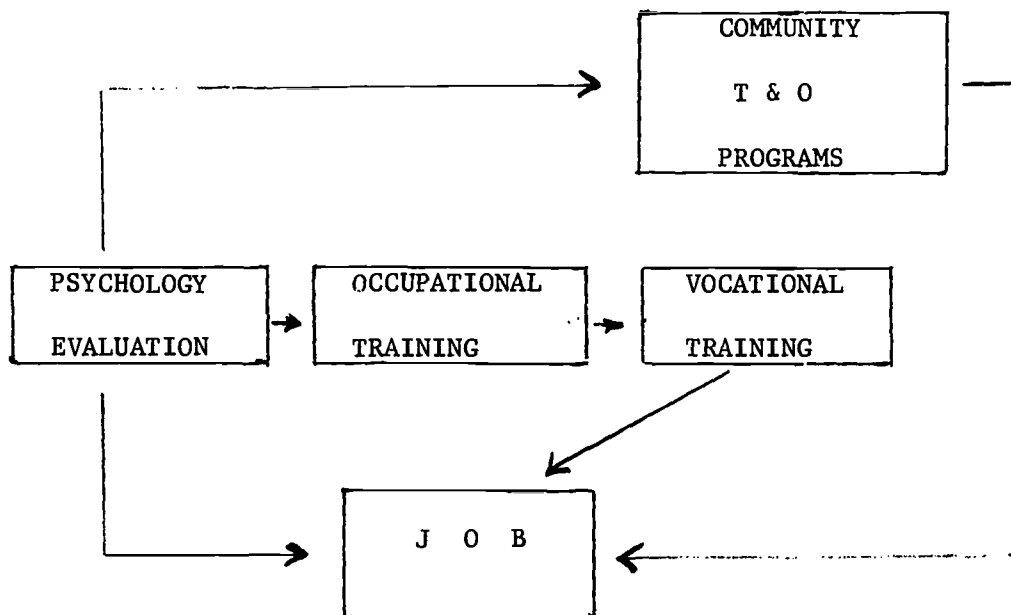 COMMUNITY
T & O
PROGRAMS
PSYCHOLOGY
EVALUATION
OCCUPATIONAL
TRAINING
VOCATIONAL
TRAINING
J O B